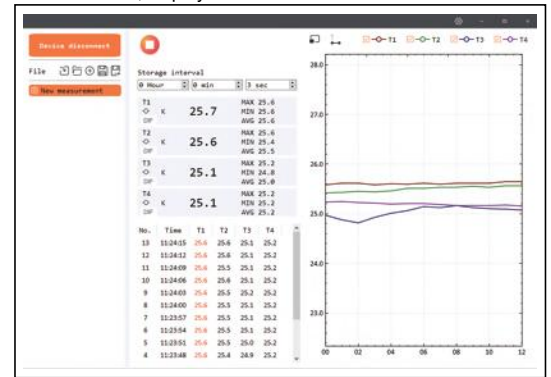 Device disconnect
File
New measurement
Storage interval
0 Hour 0 min 3 sec
T1 K 25.7 MAX 25.6 MIN 25.6 AVG 25.6
T2 K 25.6 MAX 25.6 MIN 25.4 AVG 25.5
T3 K 25.1 MAX 25.2 MIN 24.8 AVG 25.0
T4 K 25.1 MAX 25.2 MIN 25.2 AVG 25.2
No. Time T1 T2 T3 T4
13 11:24:15 25.6 25.6 25.1 25.2
12 11:24:12 25.6 25.6 25.1 25.2
11 11:24:09 25.6 25.5 25.1 25.2
10 11:24:06 25.6 25.6 25.1 25.2
9 11:24:03 25.6 25.5 25.2 25.2
8 11:24:00 25.6 25.5 25.1 25.2
7 11:23:57 25.6 25.5 25.1 25.2
6 11:23:54 25.6 25.5 25.1 25.2
5 11:23:51 25.6 25.5 25.0 25.2
4 11:23:48 25.6 25.4 24.9 25.2
T1 T2 T3 T4
28.0
27.0
26.0
25.0
24.0
23.0
00 02 04 06 08 10 12